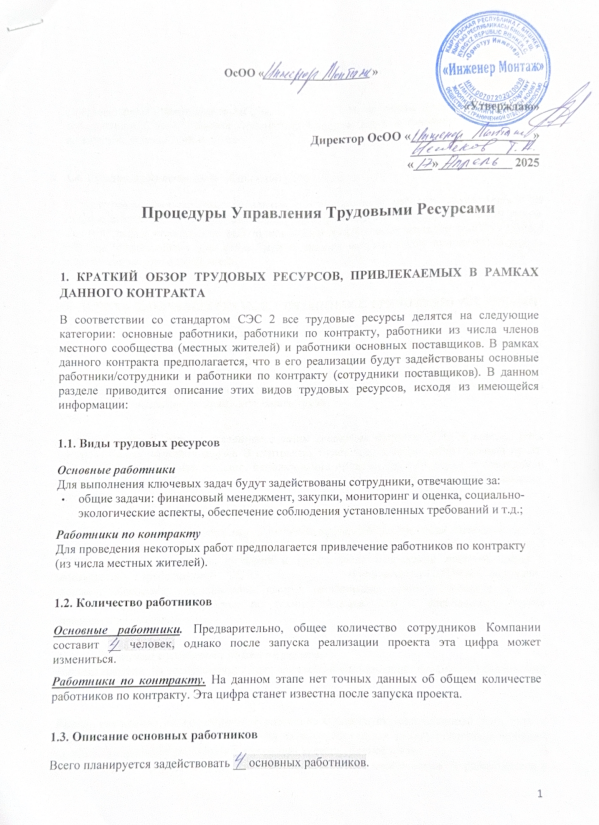 ОсОО «Инженер Монтаж»
КЫРГЫЗСКАЯ РЕСПУБЛИКА Г. БИШКЕК
«Инженер Монтаж»
«Утверждаю»
Директор ОсОО «Инженер Монтаж»
Т.
«17» Апрель 2025
Процедуры Управления Трудовыми Ресурсами
1. КРАТКИЙ ОБЗОР ТРУДОВЫХ РЕСУРСОВ, ПРИВЛЕКАЕМЫХ В РАМКАХ
ДАННОГО КОНТРАКТА
В соответствии со стандартом СЭС 2 все трудовые ресурсы делятся на следующие
категории: основные работники, работники по контракту, работники из числа членов
местного сообщества (местных жителей) и работники основных поставщиков. В рамках
данного контракта предполагается, что в его реализации будут задействованы основные
работники/сотрудники и работники по контракту (сотрудники поставщиков). В данном
разделе приводится описание этих видов трудовых ресурсов, исходя из имеющейся
информации:
1.1. Виды трудовых ресурсов
Основные работники
Для выполнения ключевых задач будут задействованы сотрудники, отвечающие за:
• общие задачи: финансовый менеджмент, закупки, мониторинг и оценка, социально-
экологические аспекты, обеспечение соблюдения установленных требований и т.д.;
Работники по контракту
Для проведения некоторых работ предполагается привлечение работников по контракту
(из числа местных жителей).
1.2. Количество работников
Основные работники. Предварительно, общее количество сотрудников Компании
составит 4 человек, однако после запуска реализации проекта эта цифра может
измениться.
Работники по контракту. На данном этапе нет точных данных об общем количестве
работников по контракту. Эта цифра станет известна после запуска проекта.
1.3. Описание основных работников
Всего планируется задействовать 4 основных работников.
1